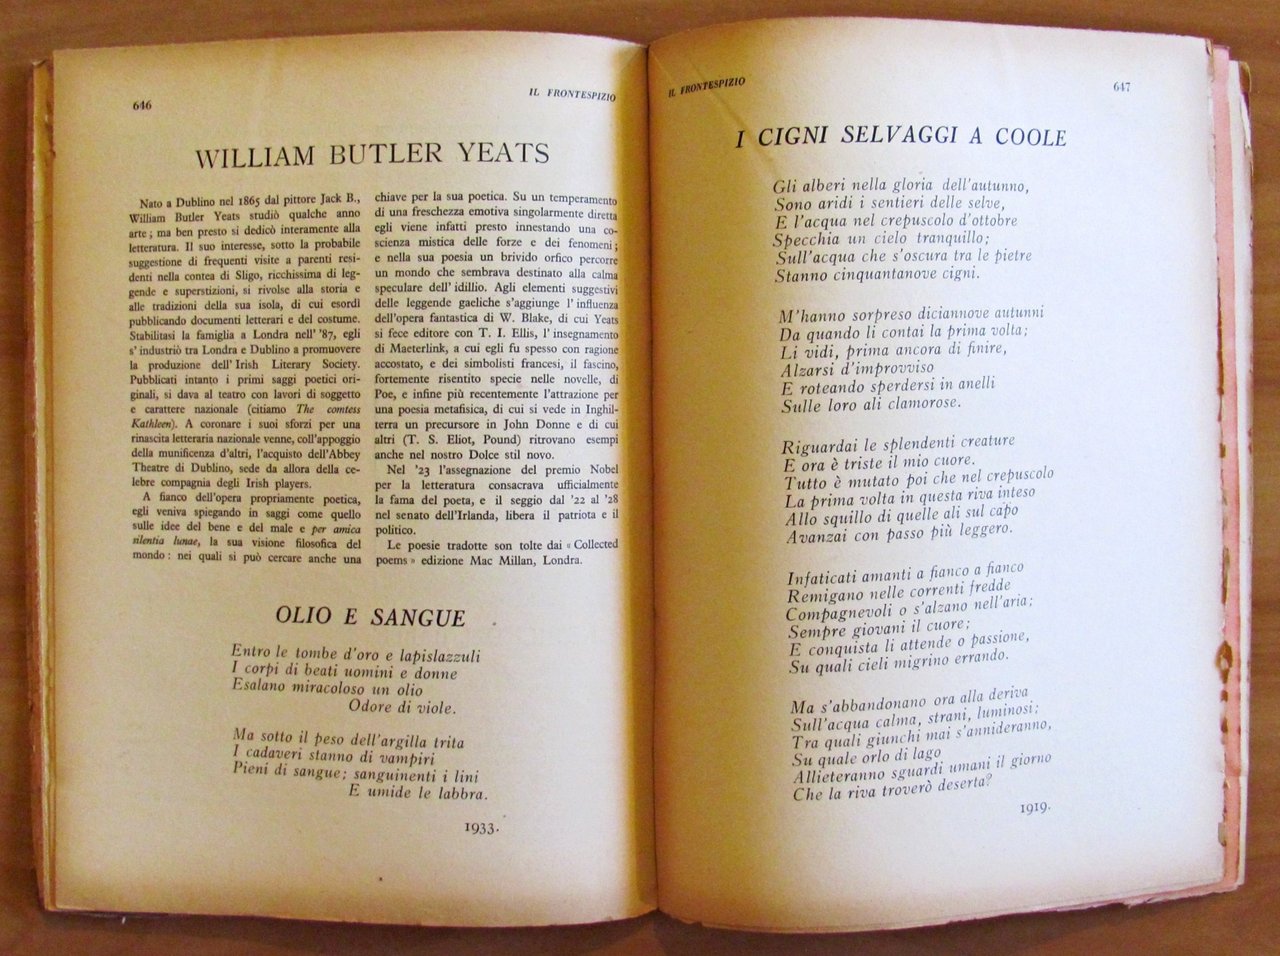 646
IL FRONTESPIZIO
WILLIAM BUTLER YEATS
Nato a Dublino nel 1865 dal pittore Jack B.,
William Butler Yeats studiò qualche anno
arte; ma ben presto si dedicò interamente alla
letteratura. Il suo interesse, sotto la probabile
suggestione di frequenti visite a parenti resi-
denti nella contea di Sligo, ricchissima di leg-
gende e superstizioni, si rivolse alla storia e
alle tradizioni della sua isola, di cui esordì
pubblicando documenti letterari e del costume.
Stabilitasi la famiglia a Londra nell' '87, egli
s' industriò tra Londra e Dublino a promuovere
la produzione dell' Irish Literary Society.
Pubblicati intanto i primi saggi poetici ori-
ginali, si dava al teatro con lavori di soggetto
e carattere nazionale (citiamo The comtess
Kathleen). A coronare i suoi sforzi per una
rinascita letteraria nazionale venne, coll'appoggio
della munificenza d'altri, l'acquisto dell'Abbey
Theatre di Dublino, sede da allora della ce-
lebre compagnia degli Irish players.
A fianco dell'opera propriamente poetica,
egli veniva spiegando in saggi come quello
sulle idee del bene e del male e per amica
silentia lunae, la sua visione filosofica del
mondo: nei quali si può cercare anche una
chiave per la sua poetica. Su un temperamento
di una freschezza emotiva singolarmente diretta
egli viene infatti presto innestando una co-
scienza mistica delle forze e dei fenomeni;
e nella sua poesia un brivido orfico percorre
un mondo che sembrava destinato alla calma
speculare dell' idillio. Agli elementi suggestivi
delle leggende gaeliche s'aggiunge l' influenza
dell'opera fantastica di W. Blake, di cui Yeats
si fece editore con T. I. Ellis, l' insegnamento
di Maeterlink, a cui egli fu spesso con ragione
accostato, e dei simbolisti francesi, il fascino,
fortemente risentito specie nelle novelle, di
Poe, e infine più recentemente l'attrazione per
una poesia metafisica, di cui si vede in Inghil-
terra un precursore in John Donne e di cui
altri (T. S. Eliot, Pound) ritrovano esempi
anche nel nostro Dolce stil novo.
Nel '23 l'assegnazione del premio Nobel
per la letteratura consacrava ufficialmente
la fama del poeta, e il seggio dal '22 al '28
nel senato dell'Irlanda, libera il patriota e il
politico.
Le poesie tradotte son tolte dai «Collected
poems» edizione Mac Millan, Londra.
OLIO E SANGUE
Entro le tombe d'oro e lapislazzuli
I corpi di beati uomini e donne
Esalano miracoloso un olio
Odore di viole.
Ma sotto il peso dell'argilla trita
I cadaveri stanno di vampiri
Pieni di sangue; sanguinenti i lini
E umide le labbra.
1933.
IL FRONTESPIZIO
647
I CIGNI SELVAGGI A COOLE
Gli alberi nella gloria dell'autunno,
Sono aridi i sentieri delle selve,
E l'acqua nel crepuscolo d'ottobre
Specchia un cielo tranquillo;
Sull'acqua che s'oscura tra le pietre
Stanno cinquantanove cigni.
M'hanno sorpreso diciannove autunni
Da quando li contai la prima volta;
Li vidi, prima ancora di finire,
Alzarsi d'improvviso
E roteando sperdersi in anelli
Sulle loro ali clamorose.
Riguardai le splendenti creature
E ora è triste il mio cuore.
Tutto è mutato poi che nel crepuscolo
La prima volta in questa riva inteso
Allo squillo di quelle ali sul capo
Avanzai con passo più leggero.
Infaticati amanti a fianco a fianco
Remigano nelle correnti fredde
Compagnevoli o s'alzano nell'aria;
Sempre giovani il cuore;
E conquista li attende o passione,
Su quali cieli migrino errando.
Ma s'abbandonano ora alla deriva
Sull'acqua calma, strani, luminosi;
Tra quali giunchi mai s'annideranno,
Su quale orlo di lago
Allieteranno sguardi umani il giorno
Che la riva troverò deserta?
1919.